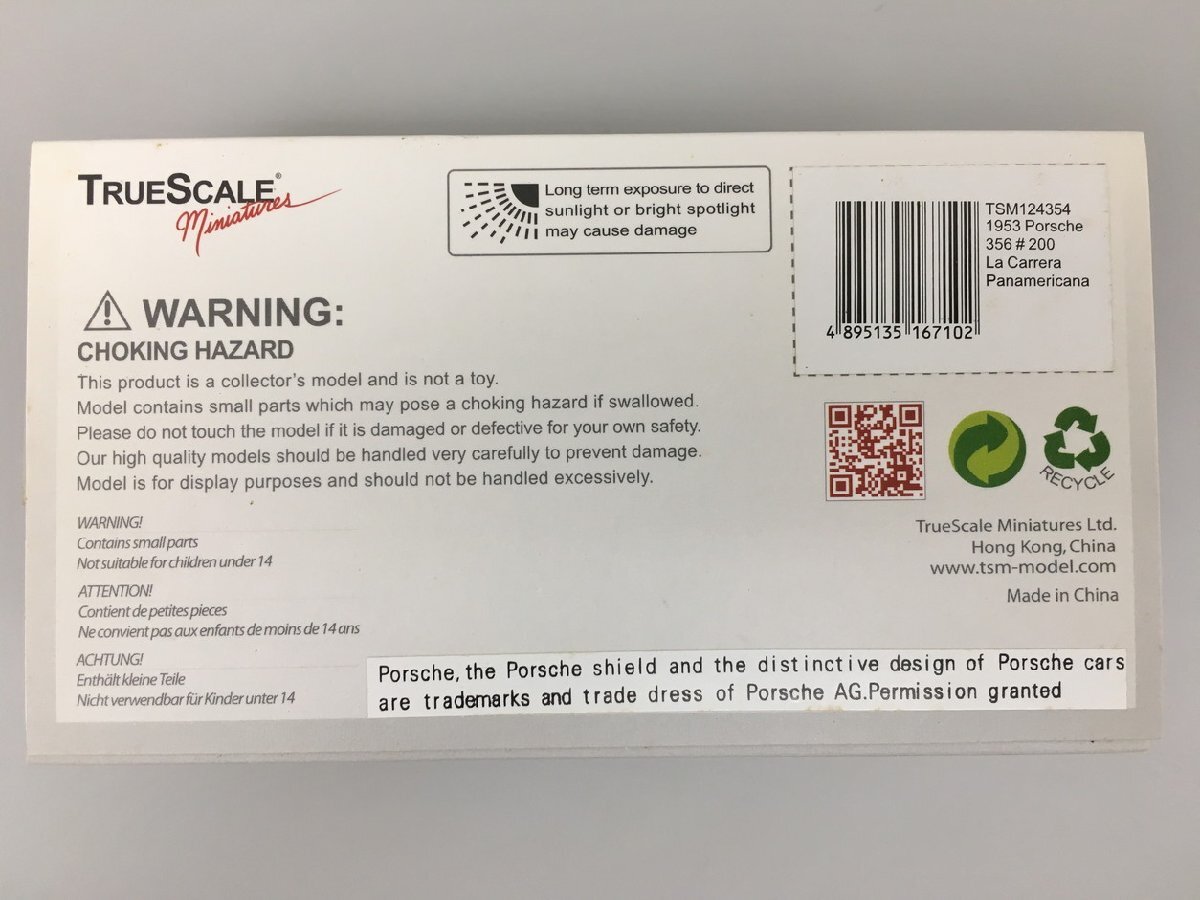 TRUESCALE®
Miniatures
Long term exposure to direct
sunlight or bright spotlight
may cause damage
TSM124354
1953 Porsche
356 # 200
La Carrera
Panamericana
4 895135 167102
WARNING:
CHOKING HAZARD
This product is a collector's model and is not a toy.
Model contains small parts which may pose a choking hazard if swallowed.
Please do not touch the model if it is damaged or defective for your own safety.
Our high quality models should be handled very carefully to prevent damage.
Model is for display purposes and should not be handled excessively.
RECYCLE
WARNING!
Contains small parts
Not suitable for children under 14
ATTENTION!
Contient de petites pieces
Ne convient pas aux enfants de moins de 14 ans
ACHTUNG!
Enthält kleine Teile
Nicht verwendbar für Kinder unter 14
TrueScale Miniatures Ltd.
Hong Kong, China
www.tsm-model.com
Made in China
Porsche, the Porsche shield and the distinctive design of Porsche cars
are trademarks and trade dress of Porsche AG.Permission granted